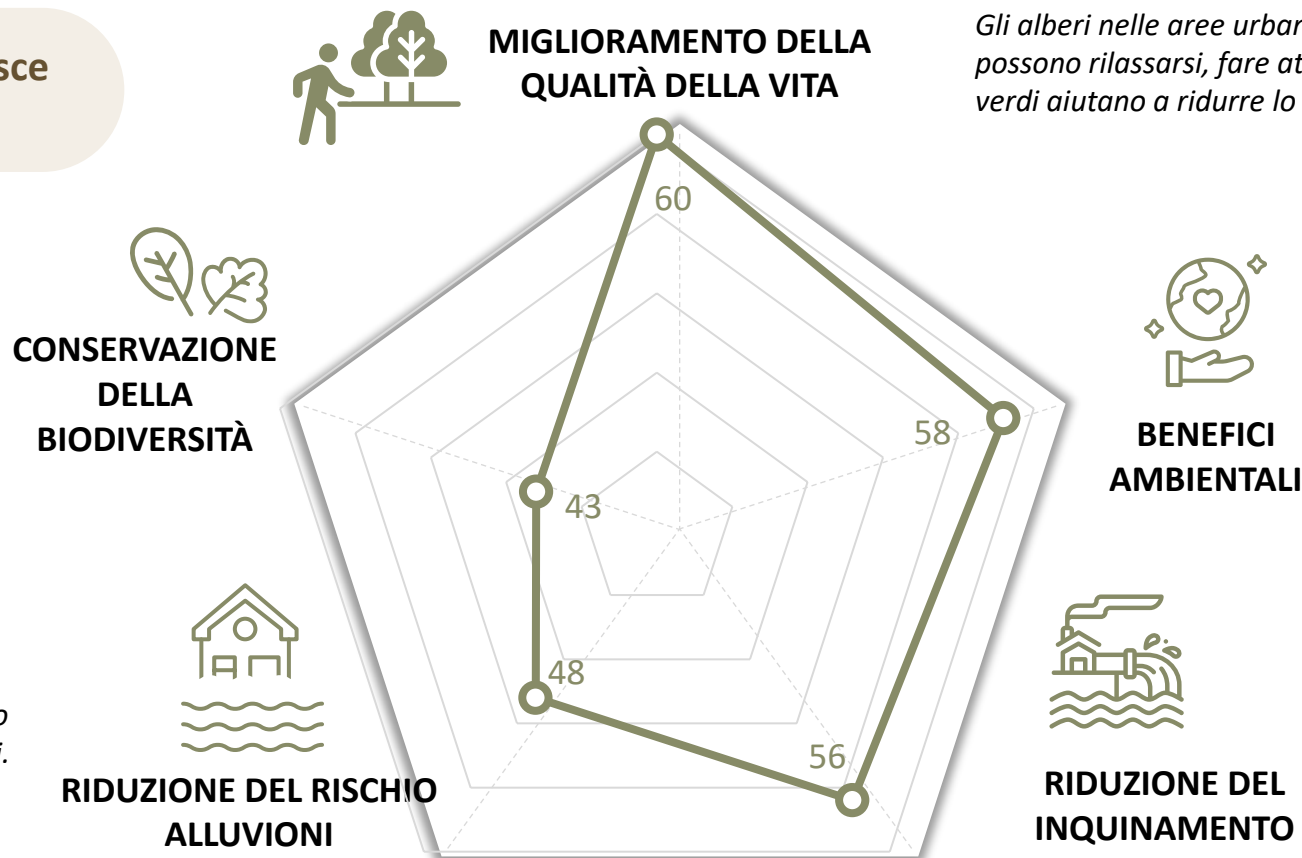 sce
MIGLIORAMENTO DELLA
QUALITÀ DELLA VITA
Gli alberi nelle aree urban
possono rilassarsi, fare at
verdi aiutano a ridurre lo
60
CONSERVAZIONE
DELLA
BIODIVERSITÀ
43
58
BENEFICI
AMBIENTALI
48
56
o
i.
RIDUZIONE DEL RISCHIO
ALLUVIONI
RIDUZIONE DEL
INQUINAMENTO